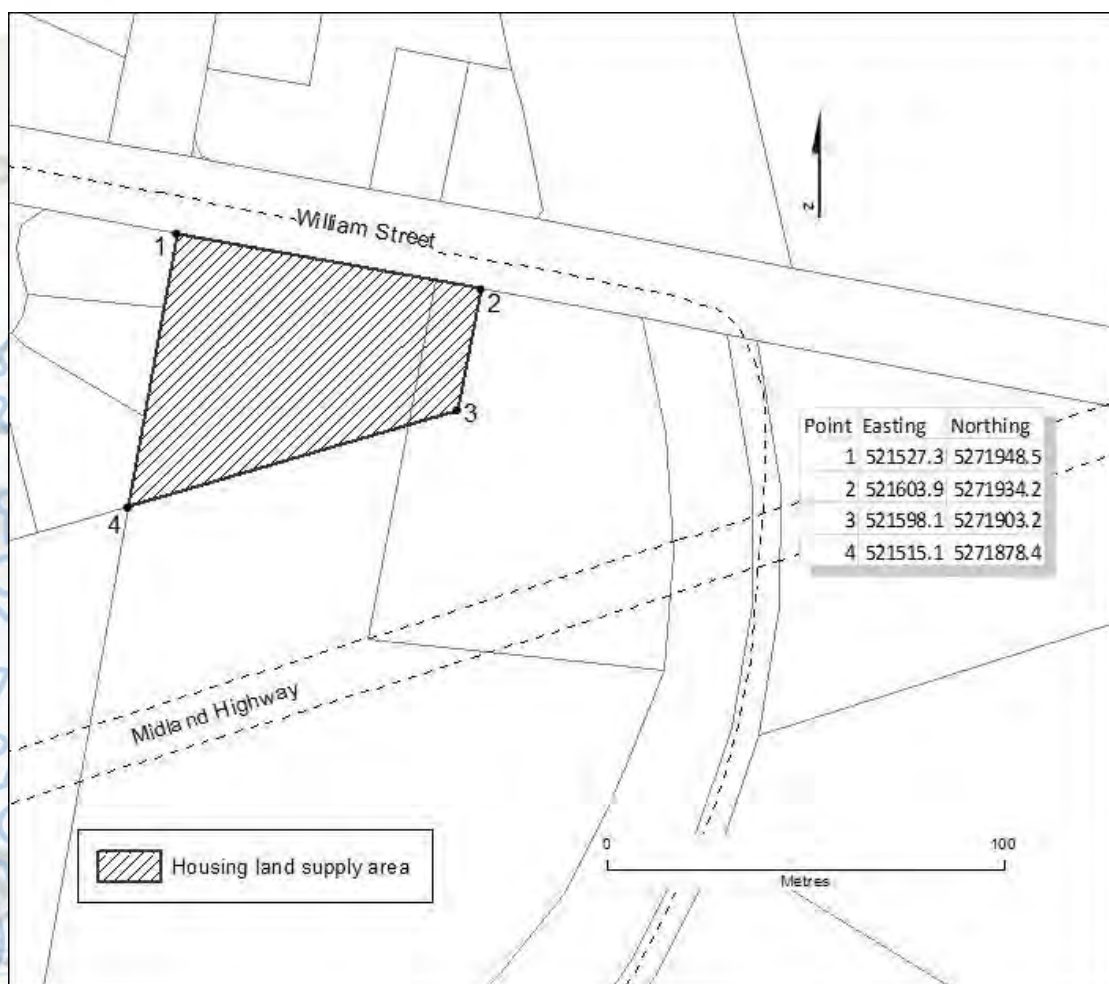 William Street
1
2
3
4
z
Point Easting Northing
1 521527.3 5271948.5
2 521603.9 5271934.2
3 521598.1 5271903.2
4 521515.1 5271878.4
Midland Highway
Housing land supply area
0 100
Metres